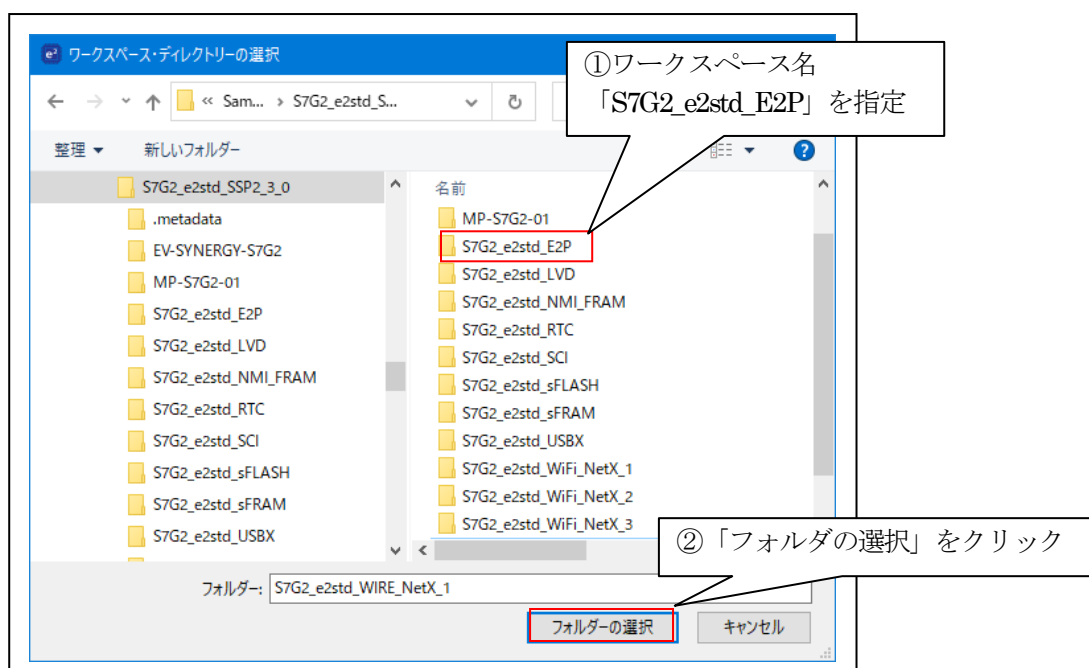 ワークスペース・ディレクトリーの選択
①ワークスペース名
「S7G2_e2std_E2P」を指定
« Sam... › S7G2_e2std_S...
整理 新しいフォルダー
S7G2_e2std_SSP2_3_0
.metadata
EV-SYNERGY-S7G2
MP-S7G2-01
S7G2_e2std_E2P
S7G2_e2std_LVD
S7G2_e2std_NMI_FRAM
S7G2_e2std_RTC
S7G2_e2std_SCI
S7G2_e2std_sFLASH
S7G2_e2std_sFRAM
S7G2_e2std_USBX
名前
MP-S7G2-01
S7G2_e2std_E2P
S7G2_e2std_LVD
S7G2_e2std_NMI_FRAM
S7G2_e2std_RTC
S7G2_e2std_SCI
S7G2_e2std_sFLASH
S7G2_e2std_sFRAM
S7G2_e2std_USBX
S7G2_e2std_WiFi_NetX_1
S7G2_e2std_WiFi_NetX_2
S7G2_e2std_WiFi_NetX_3
②「フォルダの選択」をクリック
フォルダー: S7G2_e2std_WIRE_NetX_1
フォルダーの選択 キャンセル